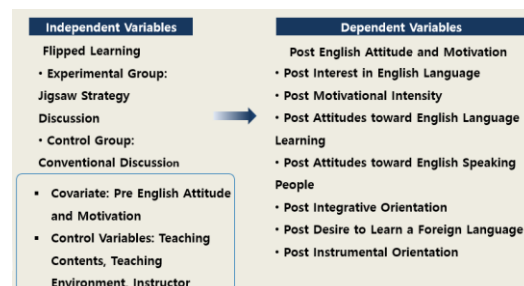 Independent Variables
Flipped Learning
• Experimental Group:
Jigsaw Strategy
Discussion
• Control Group:
Conventional Discussion
▪ Covariate: Pre English Attitude
and Motivation
▪ Control Variables: Teaching
Contents, Teaching
Environment, Instructor
Dependent Variables
Post English Attitude and Motivation
• Post Interest in English Language
• Post Motivational Intensity
• Post Attitudes toward English Language
Learning
• Post Attitudes toward English Speaking
People
• Post Integrative Orientation
• Post Desire to Learn a Foreign Language
• Post Instrumental Orientation